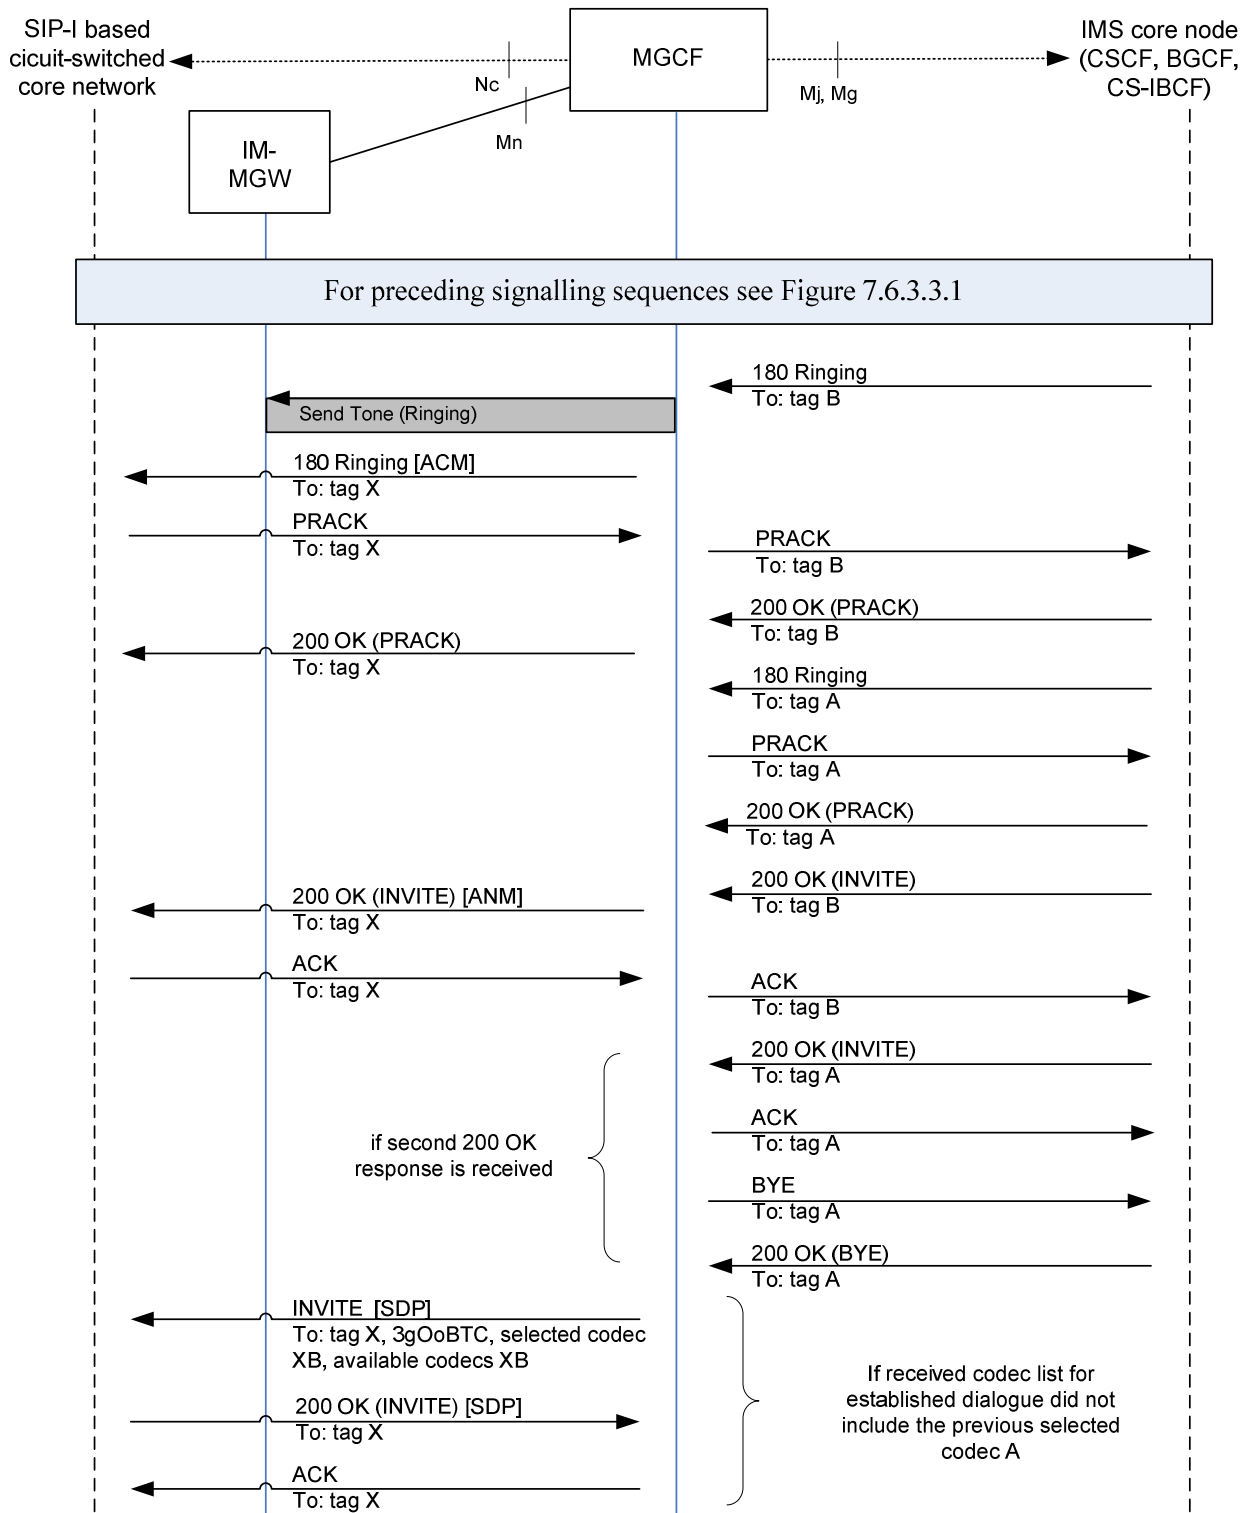 SIP-I based
cicuit-switched
core network
MGCF
IMS core node
(CSCF, BGCF,
CS-IBCF)
Nc
Mj, Mg
Mn
IM-
MGW
For preceding signalling sequences see Figure 7.6.3.3.1
180 Ringing
To: tag B
Send Tone (Ringing)
180 Ringing [ACM]
To: tag X
PRACK
To: tag X
PRACK
To: tag B
200 OK (PRACK)
To: tag B
200 OK (PRACK)
To: tag X
180 Ringing
To: tag A
PRACK
To: tag A
200 OK (PRACK)
To: tag A
200 OK (INVITE)
To: tag B
200 OK (INVITE) [ANM]
To: tag X
ACK
To: tag X
ACK
To: tag B
200 OK (INVITE)
To: tag A
if second 200 OK
response is received
ACK
To: tag A
BYE
To: tag A
200 OK (BYE)
To: tag A
INVITE [SDP]
To: tag X, 3gOoBTC, selected codec
XB, available codecs XB
If received codec list for
established dialogue did not
include the previous selected
codec A
200 OK (INVITE) [SDP]
To: tag X
ACK
To: tag X